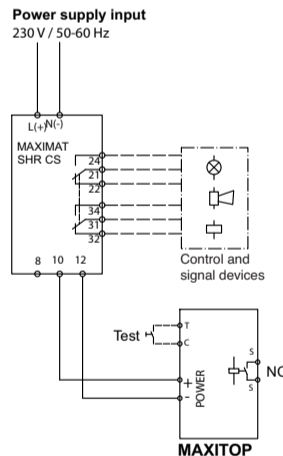 Power supply input
230 V / 50-60 Hz
L(+) N(-)
MAXIMAT
SHR CS
24
21
22
34
31
32
8 10 12
Control and
signal devices
Test
T
C
+
-
POWER
S
S
NO
MAXITOP